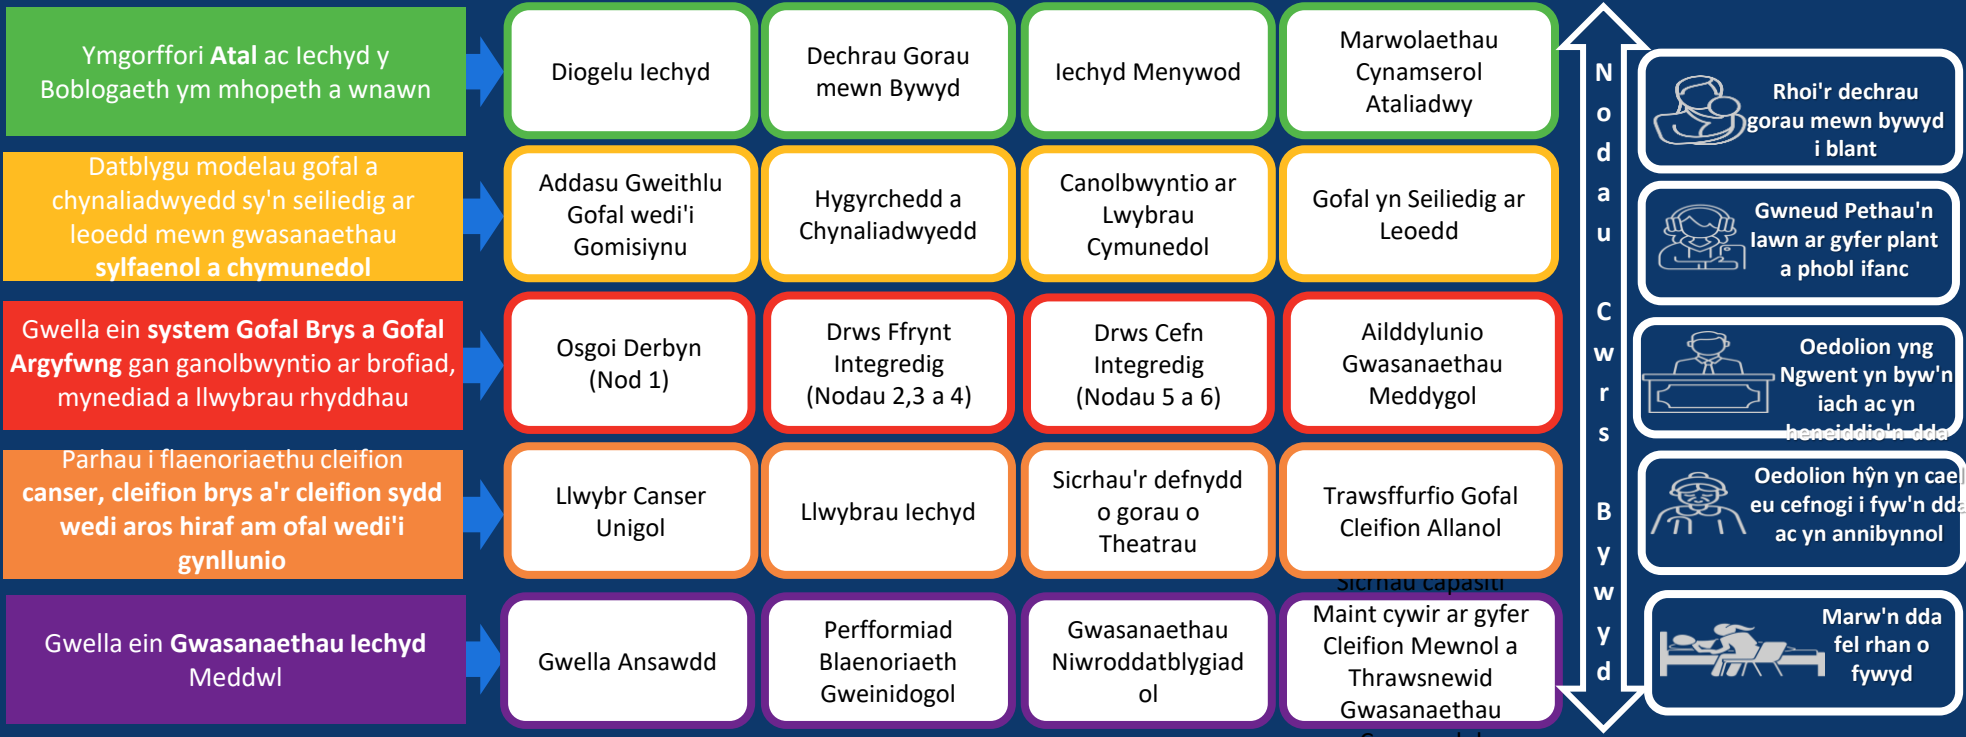 Ymgorffori Atal ac Iechyd y
Boblogaeth ym mhopeth a wnawn
Diogelu Iechyd
Dechrau Gorau
mewn Bywyd
Iechyd Menywod
Marwolaethau
Cynamserol
Ataliadwy
Datblygu modelau gofal a
chynaliadwyedd sy'n seiliedig ar
leoedd mewn gwasanaethau
sylfaenol a chymunedol
Addasu Gweithlu
Gofal wedi'i
Gomisiynu
Hygyrchedd a
Chynaliadwyedd
Canolbwyntio ar
Lwybrau
Cymunedol
Gofal yn Seiliedig ar
Leoedd
Gwella ein system Gofal Brys a Gofal
Argyfwng gan ganolbwyntio ar brofiad,
mynediad a llwybrau rhyddhau
Osgoi Derbyn
(Nod 1)
Drws Ffrynt
Integredig
(Nodau 2,3 a 4)
Drws Cefn
Integredig
(Nodau 5 a 6)
Ailddylunio
Gwasanaethau
Meddygol
Parhau i flaenoriaethu cleifion
canser, cleifion brys a'r cleifion sydd
wedi aros hiraf am ofal wedi'i
gynllunio
Llwybr Canser
Unigol
Llwybrau Iechyd
Sicrhau'r defnydd
o gorau o
Theatrau
Trawsffurfio Gofal
Cleifion Allanol
Gwella ein Gwasanaethau Iechyd
Meddwl
Gwella Ansawdd
Perfformiad
Blaenoriaeth
Gweinidogol
Gwasanaethau
Niwroddatblygiad
ol
Sicrhau capasiti
Maint cywir ar gyfer
Cleifion Mewnol a
Thrawsnewid
Gwasanaethau
Nodau Cwrs Bywyd
Rhoi'r dechrau
gorau mewn bywyd
i blant
Gwneud Pethau'n
Iawn ar gyfer plant
a phobl ifanc
Oedolion yng
Ngwent yn byw'n
iach ac yn
heneiddio'n dda
Oedolion hŷn yn cael
eu cefnogi i fyw'n dda
ac yn annibynnol
Marw'n dda
fel rhan o
fywyd